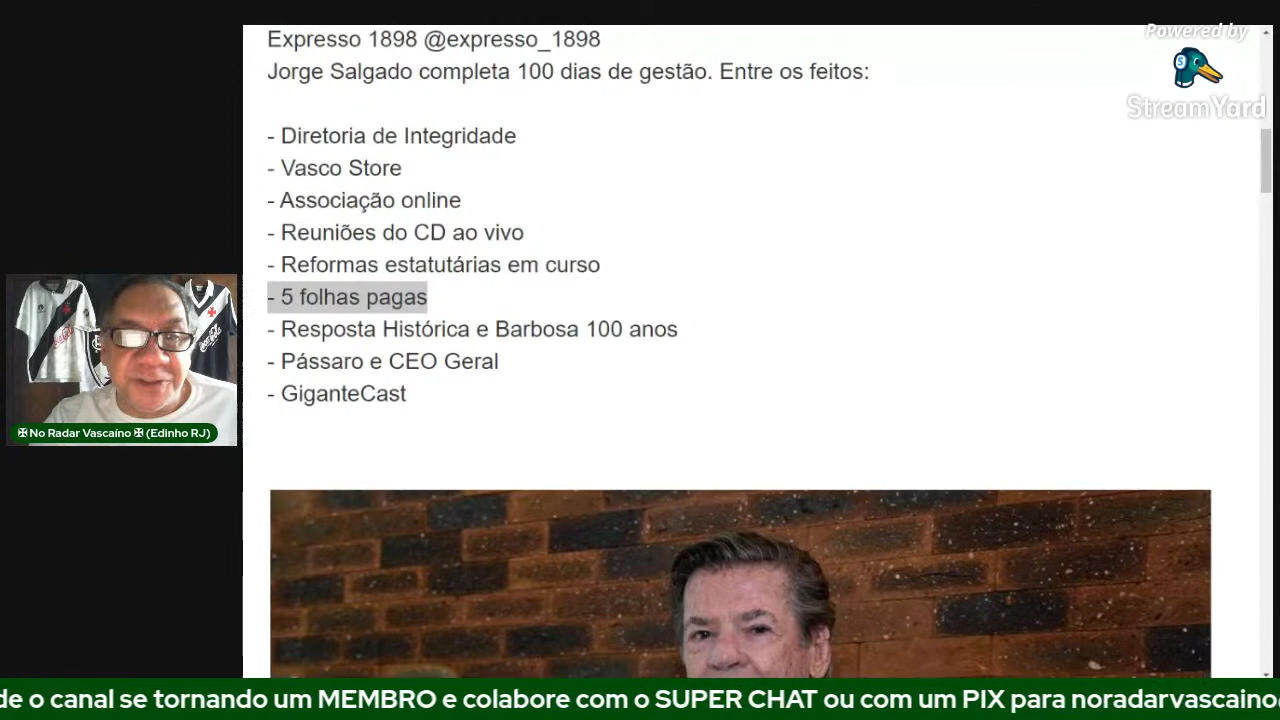 Expresso 1898 @expresso_1898
Jorge Salgado completa 100 dias de gestão. Entre os feitos:
- Diretoria de Integridade
- Vasco Store
- Associação online
- Reuniões do CD ao vivo
- Reformas estatutárias em curso
- 5 folhas pagas
- Resposta Histórica e Barbosa 100 anos
- Pássaro e CEO Geral
- GiganteCast
Powered by
S
StreamYard
Coca-Cola
✠ No Radar Vascaíno ✠ (Edinho RJ)
de o canal se tornando um MEMBRO e colabore com o SUPER CHAT ou com um PIX para noradarvascaino